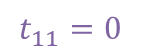 t₁₁ = 0